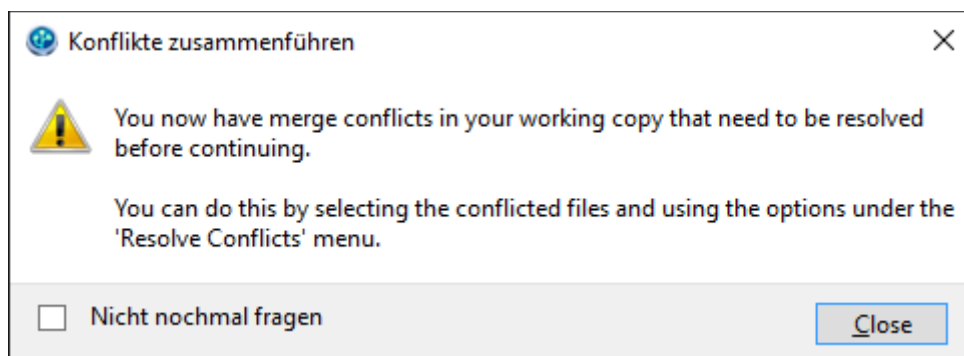 Konflikte zusammenführen
You now have merge conflicts in your working copy that need to be resolved
before continuing.
You can do this by selecting the conflicted files and using the options under the
'Resolve Conflicts' menu.
Nicht nochmal fragen
Close